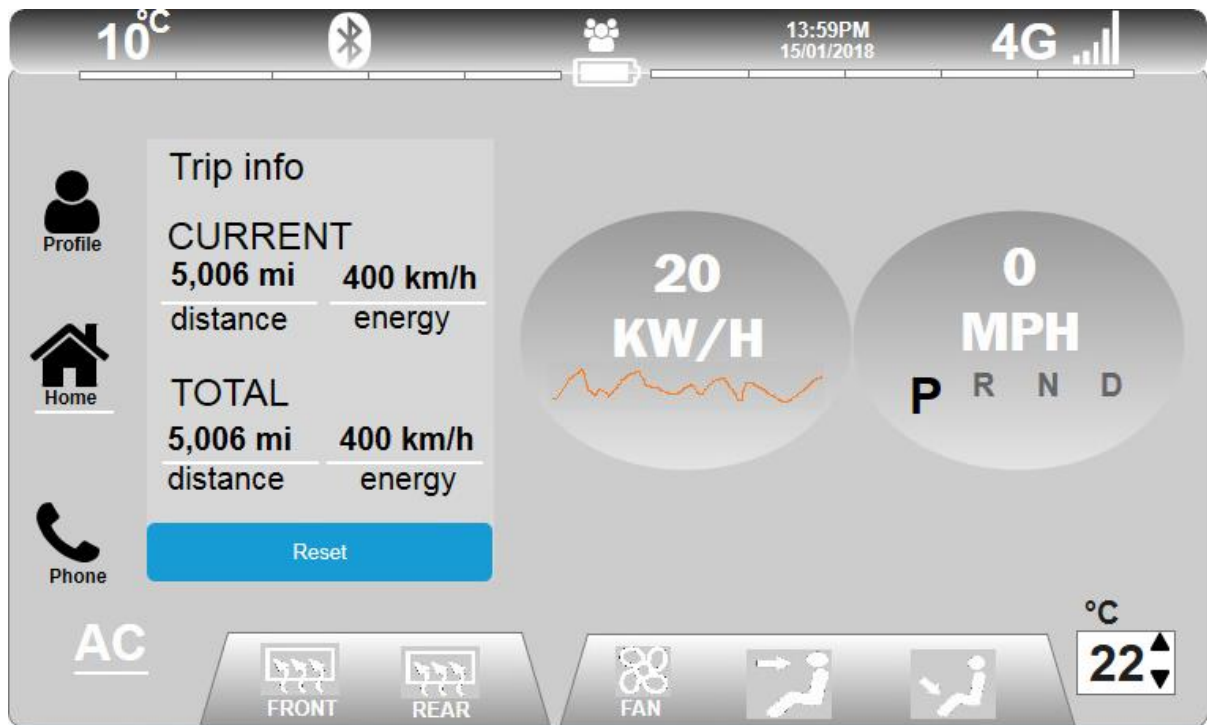 10°C
13:59PM
15/01/2018
4G
Profile
Home
Phone
Trip info
CURRENT
5,006 mi 400 km/h
distance energy
TOTAL
5,006 mi 400 km/h
distance energy
Reset
20
KW/H
0
MPH
P R N D
AC
FRONT REAR
FAN
°C
22